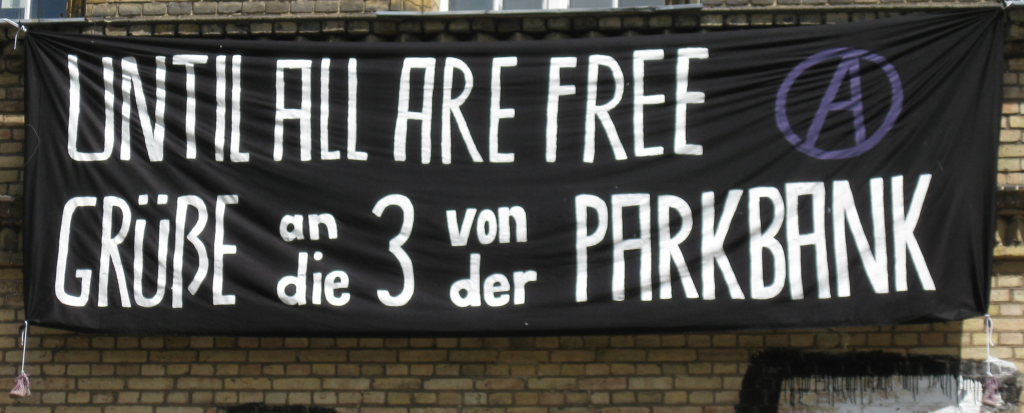 UNTIL ALL ARE FREE
GRÜßE an die 3 von der PARKBANK